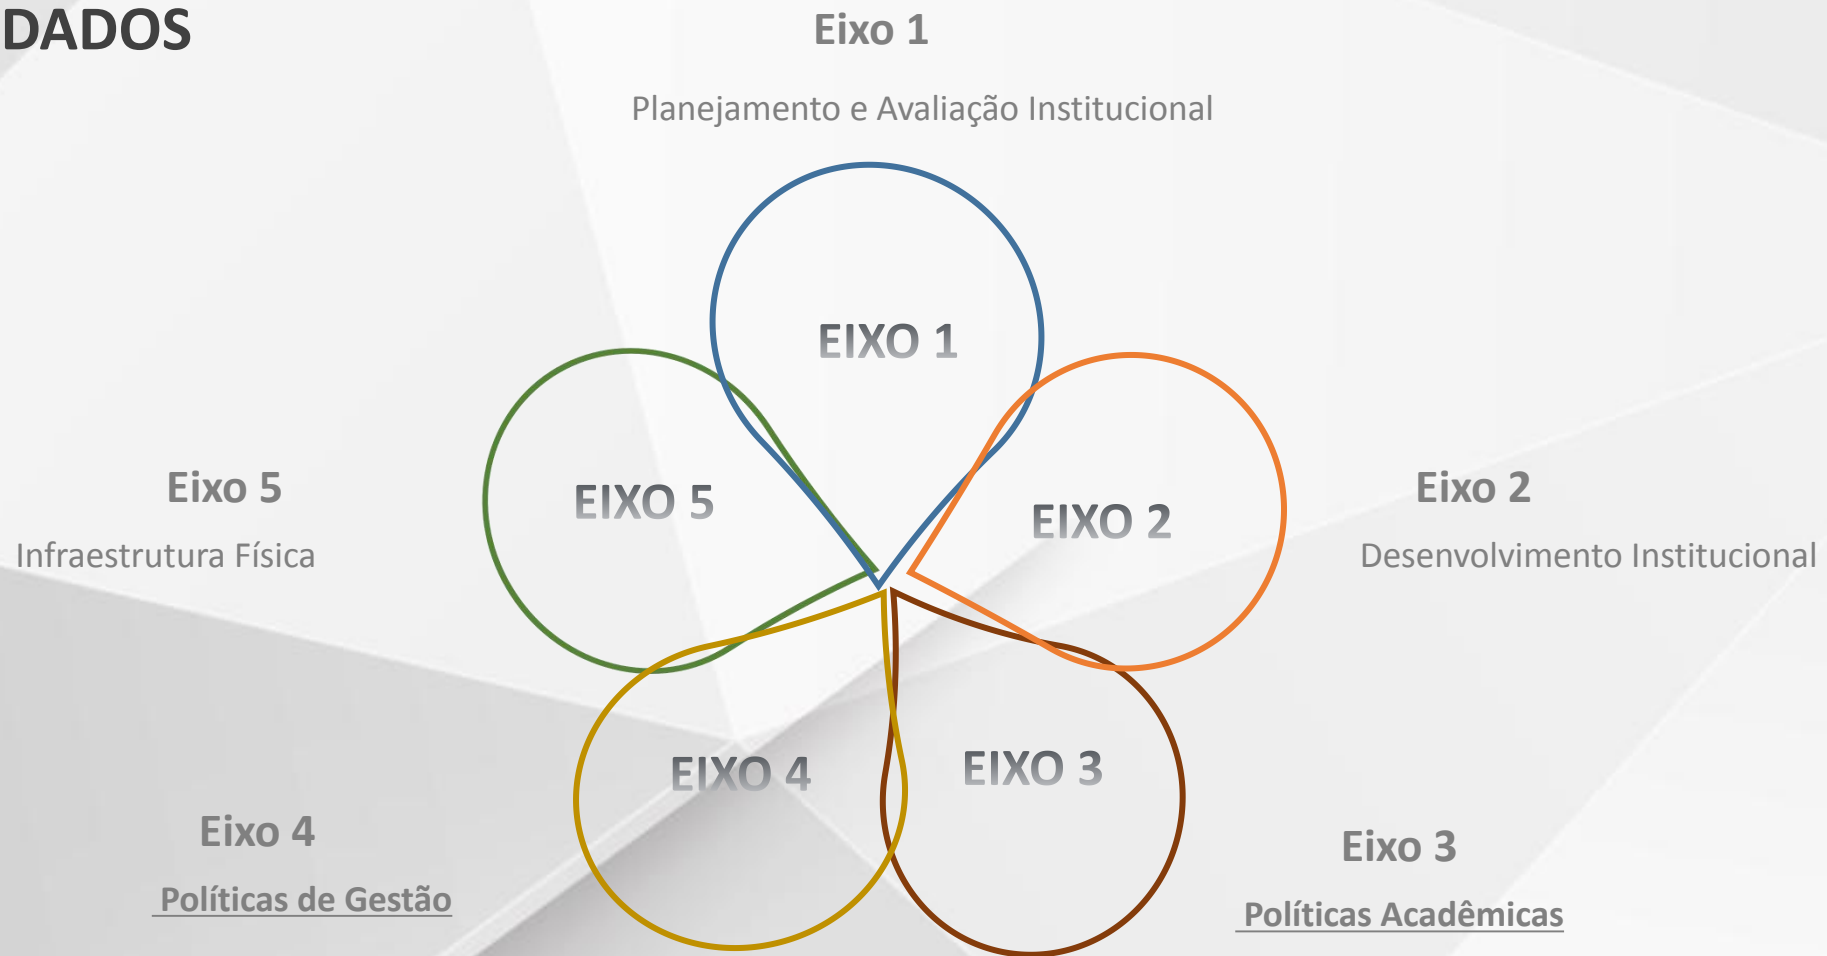 DADOS
Eixo 1
Planejamento e Avaliação Institucional
EIXO 1
EIXO 5
EIXO 2
Eixo 5
Infraestrutura Física
Eixo 2
Desenvolvimento Institucional
EIXO 4
EIXO 3
Eixo 4
Políticas de Gestão
Eixo 3
Políticas Acadêmicas